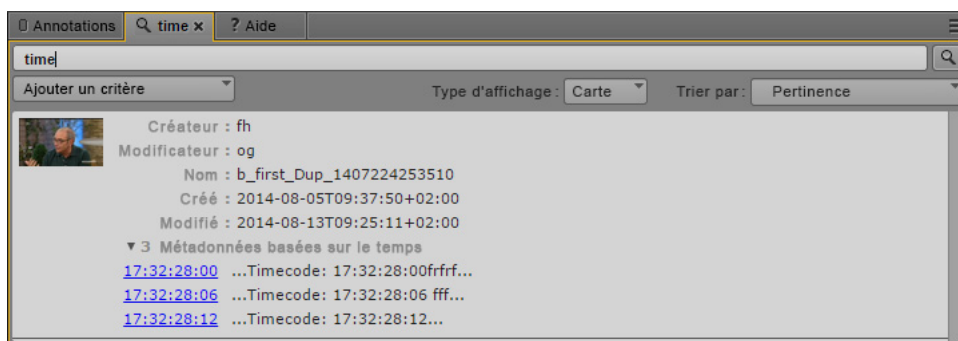 Annotations time x ? Aide
time
Ajouter un critère Type d'affichage : Carte Trier par : Pertinence
Créateur : fh
Modificateur : og
Nom : b_first_Dup_1407224253510
Créé : 2014-08-05T09:37:50+02:00
Modifié : 2014-08-13T09:25:11+02:00
▼ 3 Métadonnées basées sur le temps
17:32:28:00 ...Timecode: 17:32:28:00frfrf...
17:32:28:06 ...Timecode: 17:32:28:06 fff...
17:32:28:12 ...Timecode: 17:32:28:12...